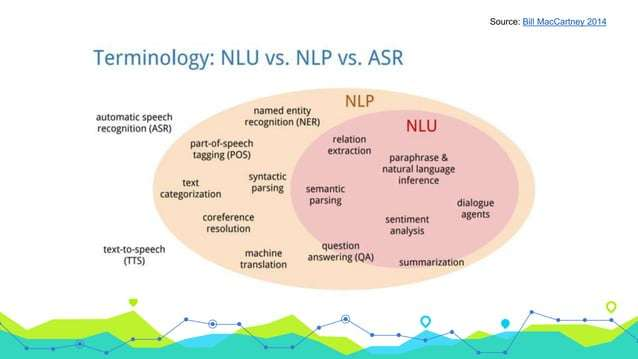 Source: Bill MacCartney 2014
Terminology: NLU vs. NLP vs. ASR
NLP
NLU
automatic speech
recognition (ASR)
named entity
recognition (NER)
part-of-speech
tagging (POS)
relation
extraction
paraphrase &
natural language
inference
text
categorization
syntactic
parsing
semantic
parsing
dialogue
agents
coreference
resolution
sentiment
analysis
text-to-speech
(TTS)
machine
translation
question
answering (QA)
summarization